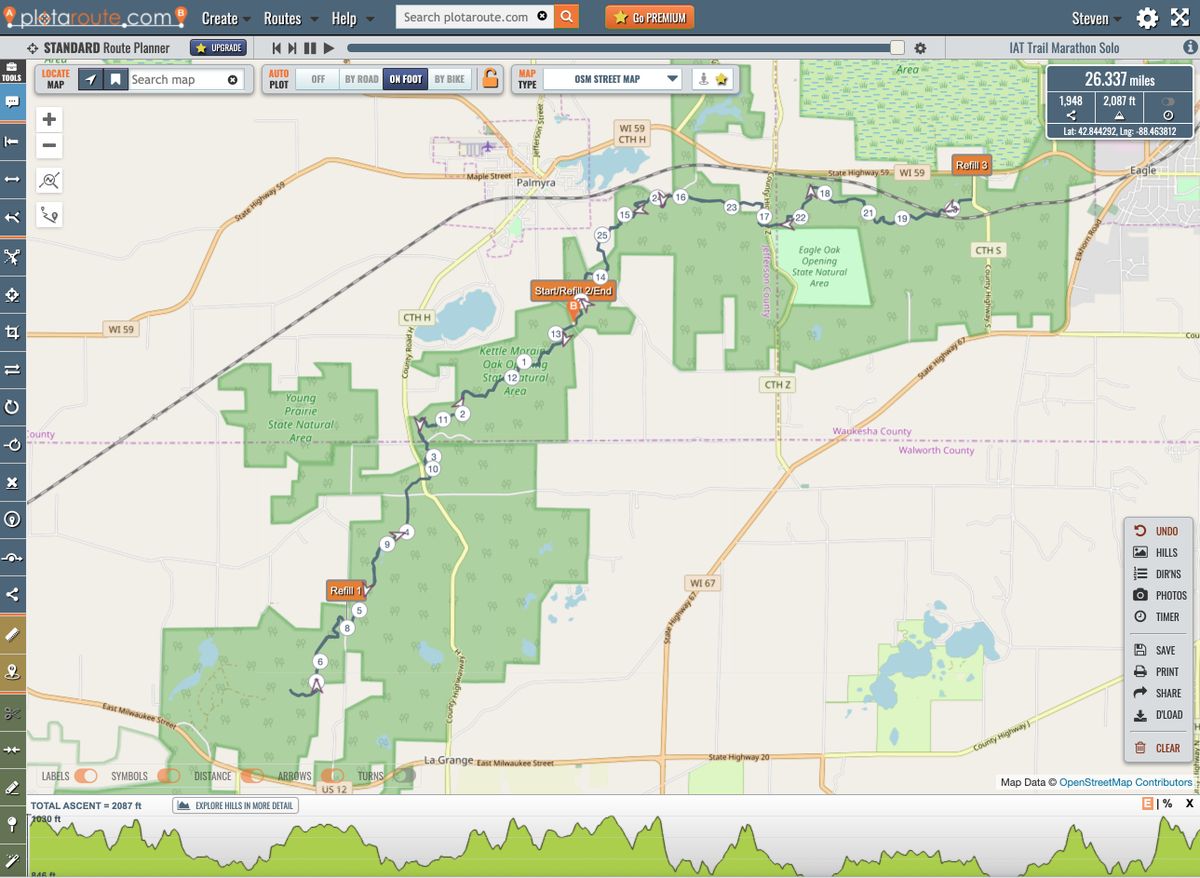 plotaroute.com
Create
Routes
Help
Search plotaroute.com
Go PREMIUM
Steven
STANDARD Route Planner
UPGRADE
IAT Trail Marathon Solo
TOOLS
LOCATE
MAP
Search map
AUTO
PLOT
OFF
BY ROAD
ON FOOT
BY BIKE
MAP
TYPE
OSM STREET MAP
26.337 miles
1,948
2,087 ft
Lat: 42.844292, Lng: -88.463812
Area
Jefferson Street
WI 59
CTH H
Maple Street
Palmyra
State Highway 59
State Highway 59
WI 59
Refill 3
Eagle
County Hi
Z
Elkhorn Road
16
15
23
17
22
18
21
19
25
14
Eagle Oak
Opening
State Natural
Area
Jefferson County
CTH S
County Highway S
Start/Refill 2/End
B
WI 59
CTH H
County Road H
13
Kettle Morain
Oak Opening
State Natural
Area
1
12
State Highway 67
Cou
CTH Z
Young
Prairie
State Natural
Area
11
2
County
Waukesha County
Walworth County
3
10
4
9
Refill 1
5
8
6
WI 67
State Highway 67
County Highway H
East Milwaukee Street
La Grange
East Milwaukee Street
State Highway 20
County Highway J
US 12
UNDO
HILLS
DIR'NS
PHOTOS
TIMER
SAVE
PRINT
SHARE
D'LOAD
CLEAR
LABELS
SYMBOLS
DISTANCE
ARROWS
TURNS
Map Data © OpenStreetMap Contributors
TOTAL ASCENT = 2087 ft
EXPLORE HILLS IN MORE DETAIL
E | %
X
1030 ft
846 ft